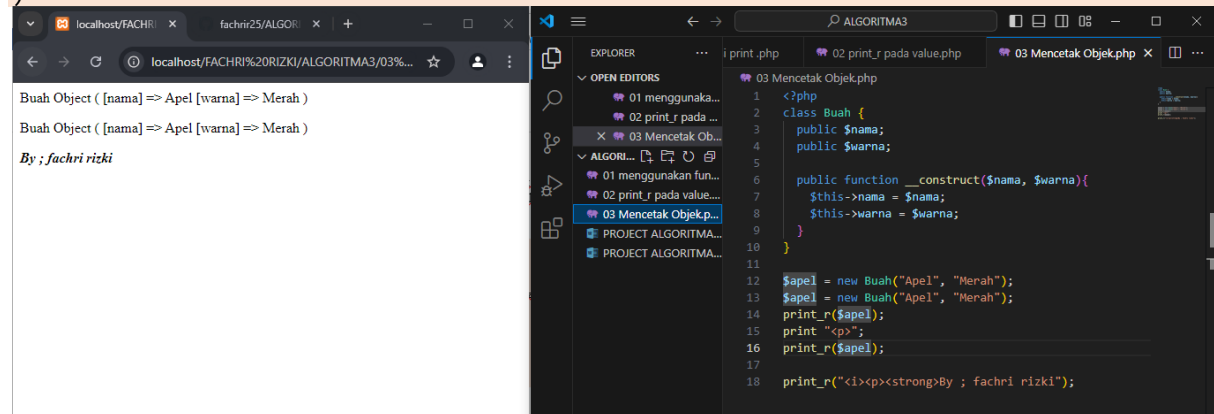 localhost/FACHRI
fachrir25/ALGORI
localhost/FACHRI%20RIZKI/ALGORITMA3/03%...
Buah Object ( [nama] => Apel [warna] => Merah )
Buah Object ( [nama] => Apel [warna] => Merah )
By ; fachri rizki
ALGORITMA3
EXPLORER
OPEN EDITORS
01 menggunaka...
02 print_r pada ...
03 Mencetak Ob...
ALGORI...
01 menggunakan fun...
02 print_r pada value....
03 Mencetak Objek.p...
PROJECT ALGORITMA...
PROJECT ALGORITMA...
i print .php
02 print_r pada value.php
03 Mencetak Objek.php
03 Mencetak Objek.php
1 <?php
2 class Buah {
3 public $nama;
4 public $warna;
5
6 public function __construct($nama, $warna){
7 $this->nama = $nama;
8 $this->warna = $warna;
9 }
10 }
11
12 $apel = new Buah("Apel", "Merah");
13 $apel = new Buah("Apel", "Merah");
14 print_r($apel);
15 print "<p>";
16 print_r($apel);
17
18 print_r("<i><p><strong>By ; fachri rizki");